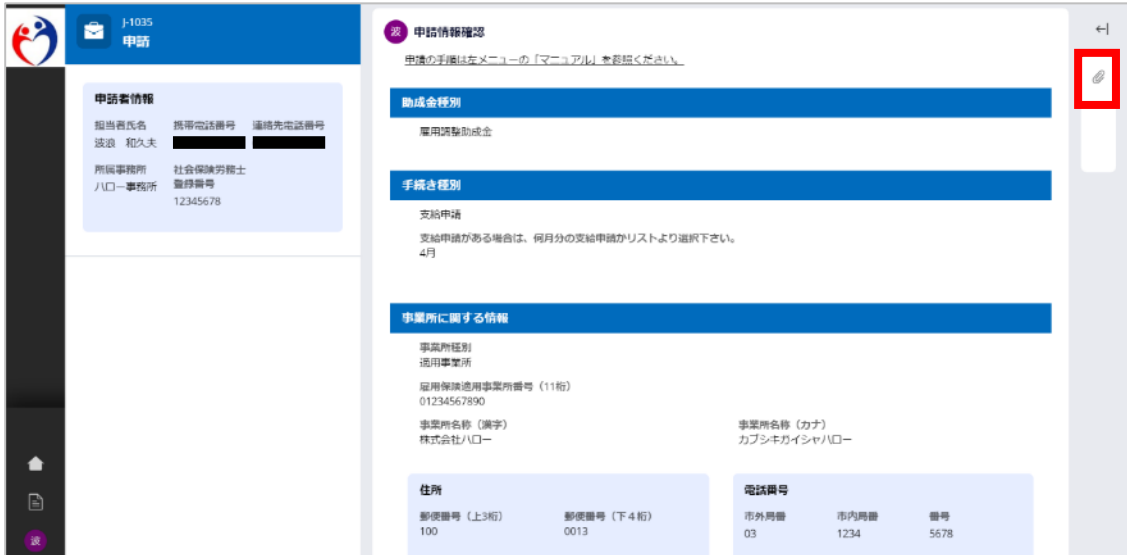 J-1035
申請
申請者情報
担当者氏名 携帯電話番号 連絡先電話番号
波浪 和久夫
所属事務所 社会保険労務士
登録番号
ハロー事務所
12345678
波 申請情報確認
申請の手順は左メニューの「マニュアル」を参照ください。
助成金種別
雇用調整助成金
手続き種別
支給申請
支給申請がある場合は、何月分の支給申請かリストより選択下さい。
4月
事業所に関する情報
事業所種別
適用事業所
雇用保険適用事業所番号（11桁）
01234567890
事業所名称（漢字） 事業所名称（カナ）
株式会社ハロー カブシキガイシャハロー
住所 電話番号
郵便番号（上3桁） 郵便番号（下４桁） 市外局番 市内局番 番号
100 0013 03 1234 5678
波